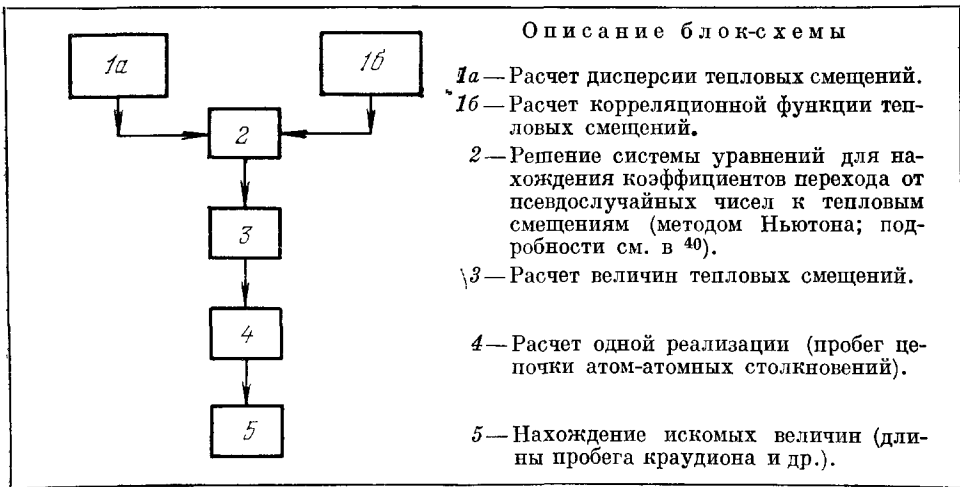 1а
1б
2
3
4
5
Описание блок-схемы
1а — Расчет дисперсии тепловых смещений.
1б — Расчет корреляционной функции теп-
ловых смещений.
2 — Решение системы уравнений для на-
хождения коэффициентов перехода от
псевдослучайных чисел к тепловым
смещениям (методом Ньютона; под-
робности см. в 40).
3 — Расчет величин тепловых смещений.
4 — Расчет одной реализации (пробег це-
почки атом-атомных столкновений).
5 — Нахождение искомых величин (дли-
ны пробега краудиона и др.).